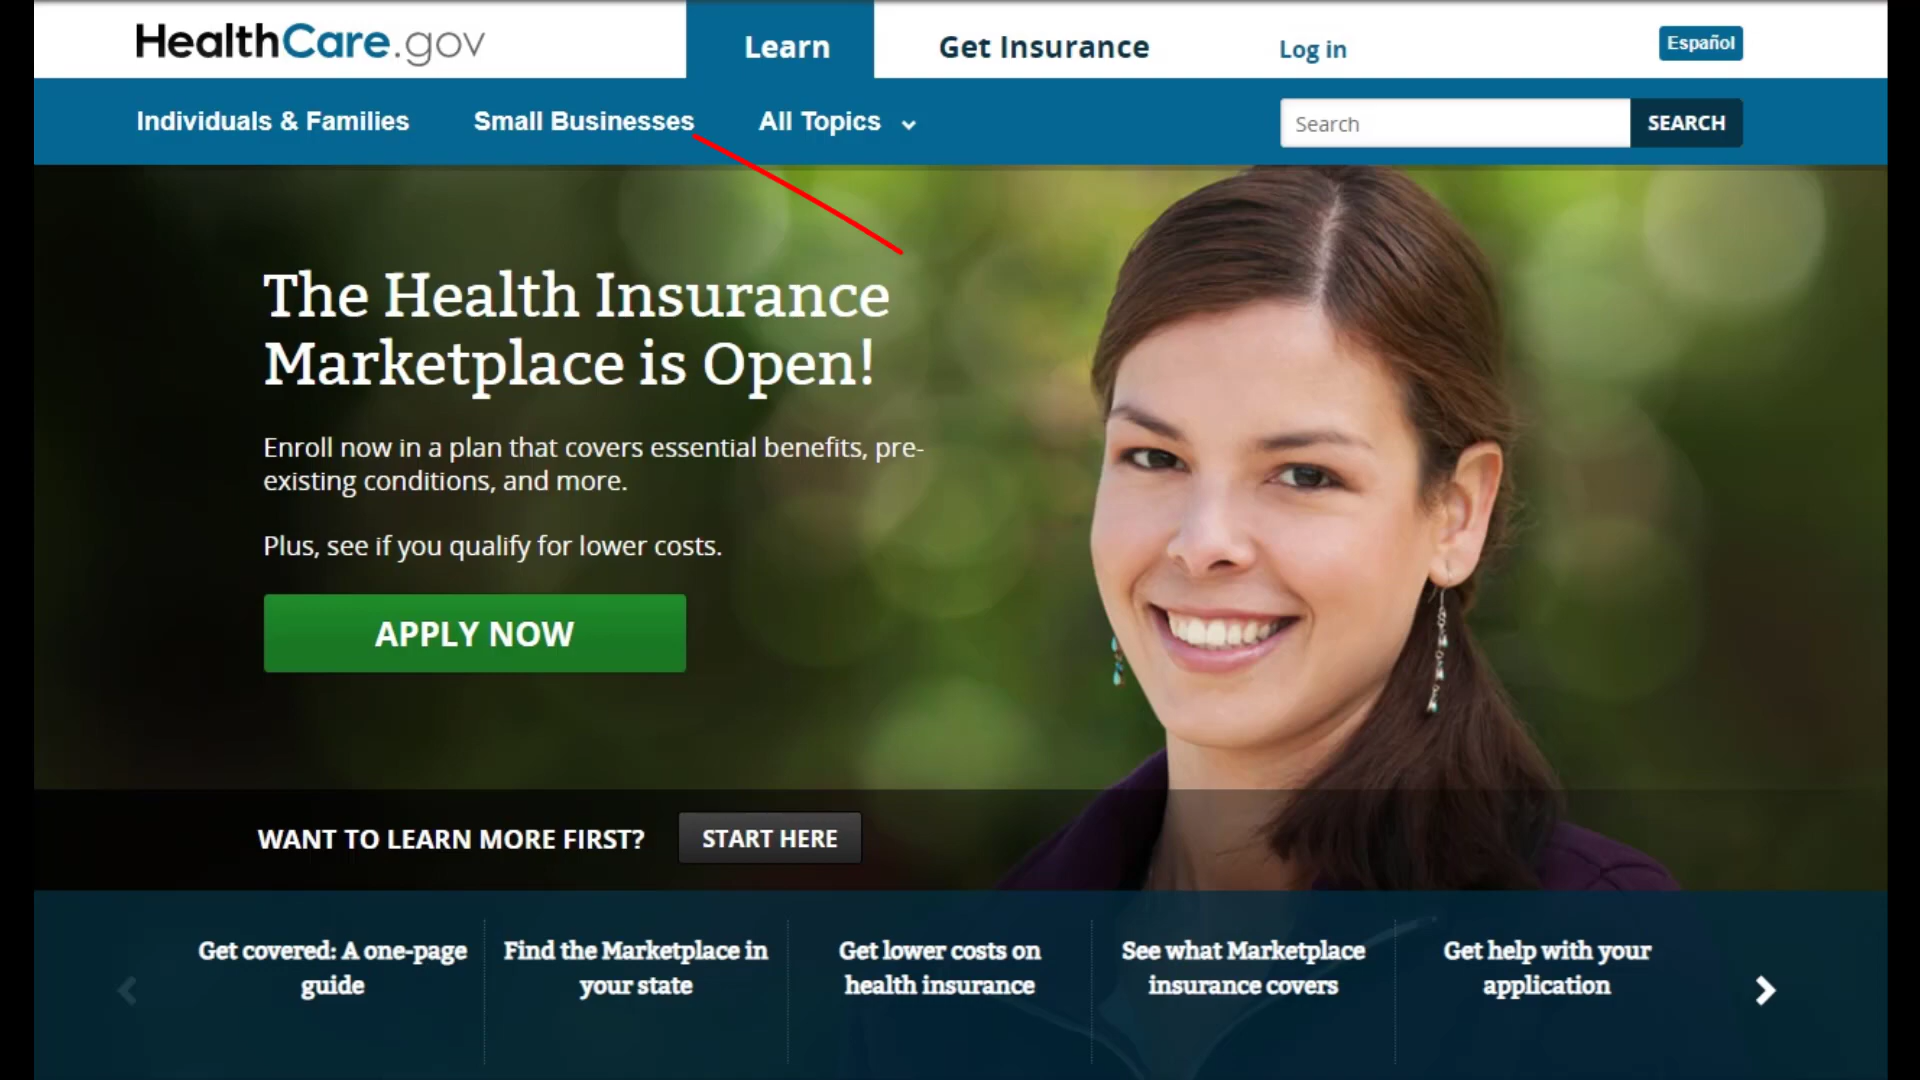 HealthCare.gov
Learn
Get Insurance
Log in
Español
Individuals & Families
Small Businesses
All Topics
Search
SEARCH
The Health Insurance
Marketplace is Open!
Enroll now in a plan that covers essential benefits, pre-
existing conditions, and more.
Plus, see if you qualify for lower costs.
APPLY NOW
WANT TO LEARN MORE FIRST?
START HERE
Get covered: A one-page
guide
Find the Marketplace in
your state
Get lower costs on
health insurance
See what Marketplace
insurance covers
Get help with your
application